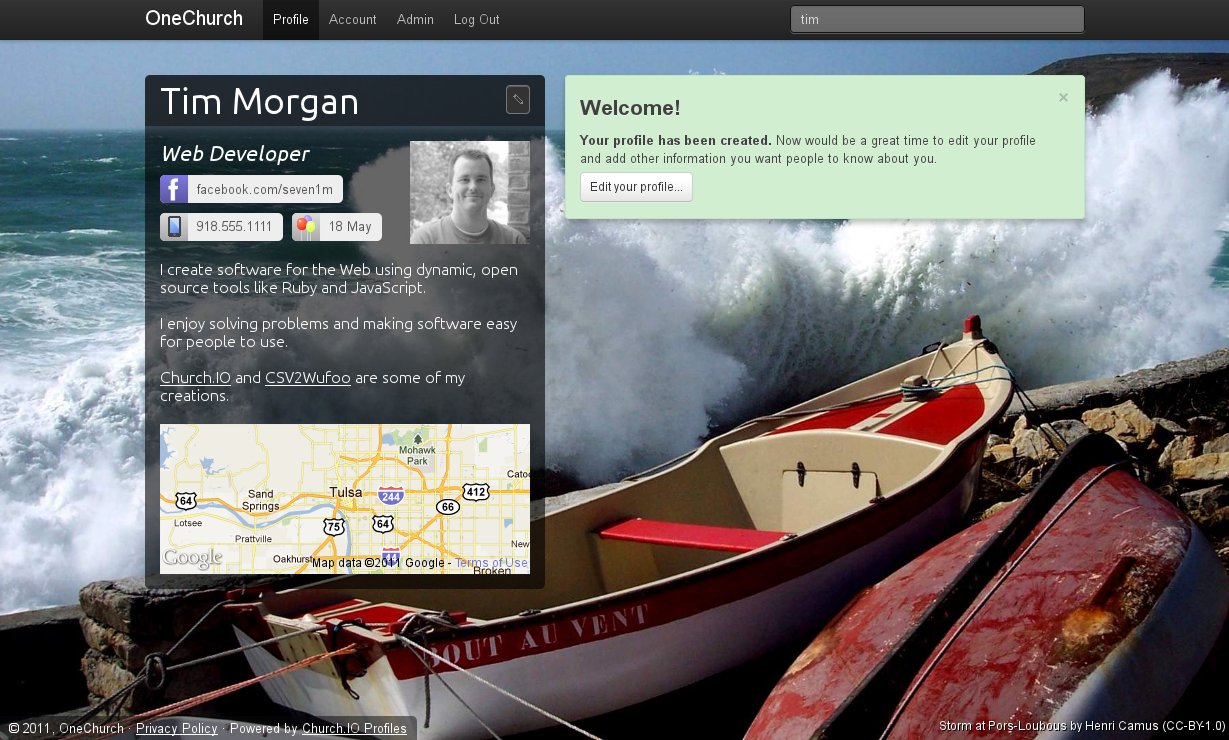 OneChurch Profile Account Admin Log Out tim
Tim Morgan
Web Developer
facebook.com/seven1m
918.555.1111 18 May
I create software for the Web using dynamic, open
source tools like Ruby and JavaScript.
I enjoy solving problems and making software easy
for people to use.
Church.IO and CSV2Wufoo are some of my
creations.
Mohawk
Park
Catoo
Tulsa
244
412
64
Sand
Springs
66
Lotsee
75
64
Prattville
New
Google
Oakhurst
44
Map data ©2011 Google - Terms of Use
Broken
Welcome!
×
Your profile has been created. Now would be a great time to edit your profile
and add other information you want people to know about you.
Edit your profile...
BOUT AU VENT
© 2011, OneChurch · Privacy Policy · Powered by Church.IO Profiles
Storm at Pors-Loubous by Henri Camus (CC-BY-1.0)